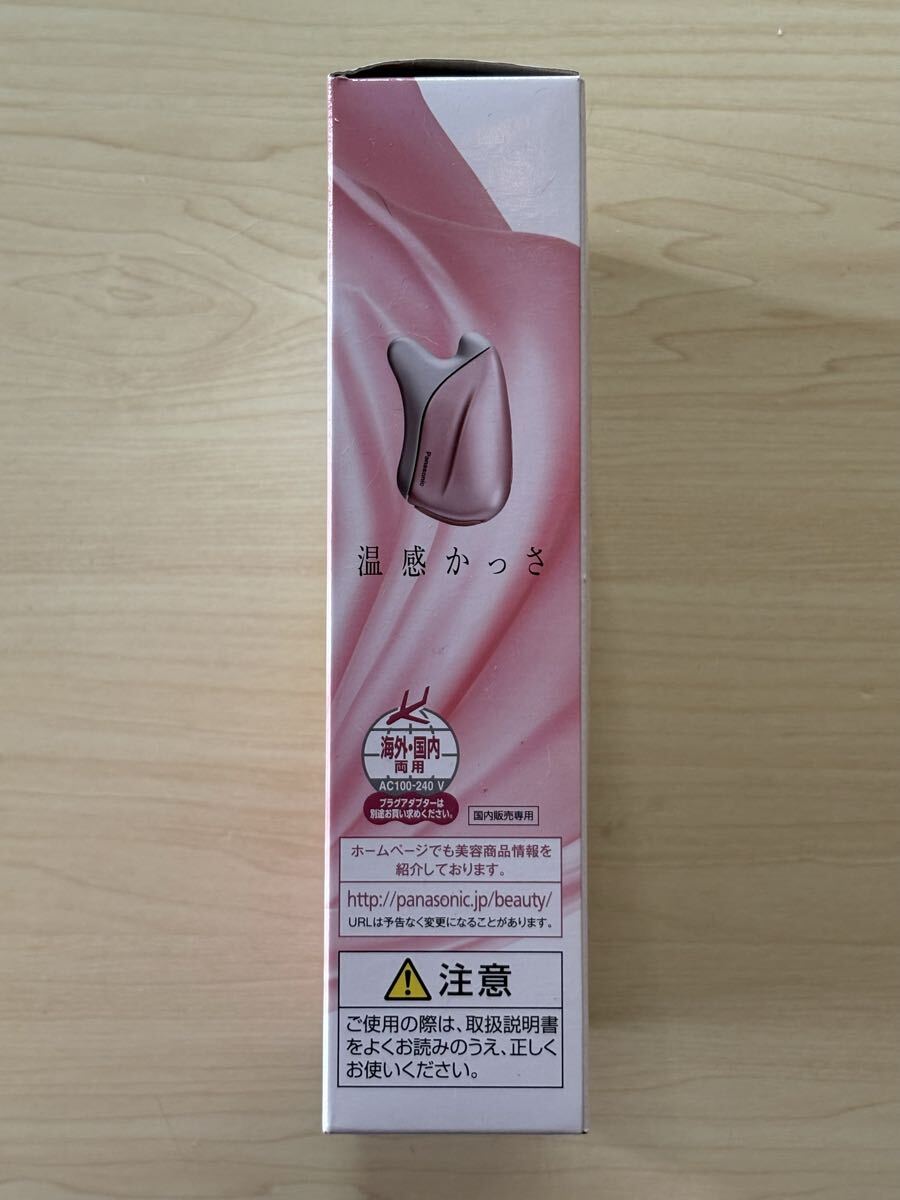 Panasonic
温感かっさ
海外・国内
両用
AC100-240 V
プラグアダプターは
別途お買い求めください。
国内販売専用
ホームページでも美容商品情報を
紹介しております。
http://panasonic.jp/beauty/
URLは予告なく変更になることがあります。
注意
ご使用の際は、取扱説明書
をよくお読みのうえ、正しく
お使いください。